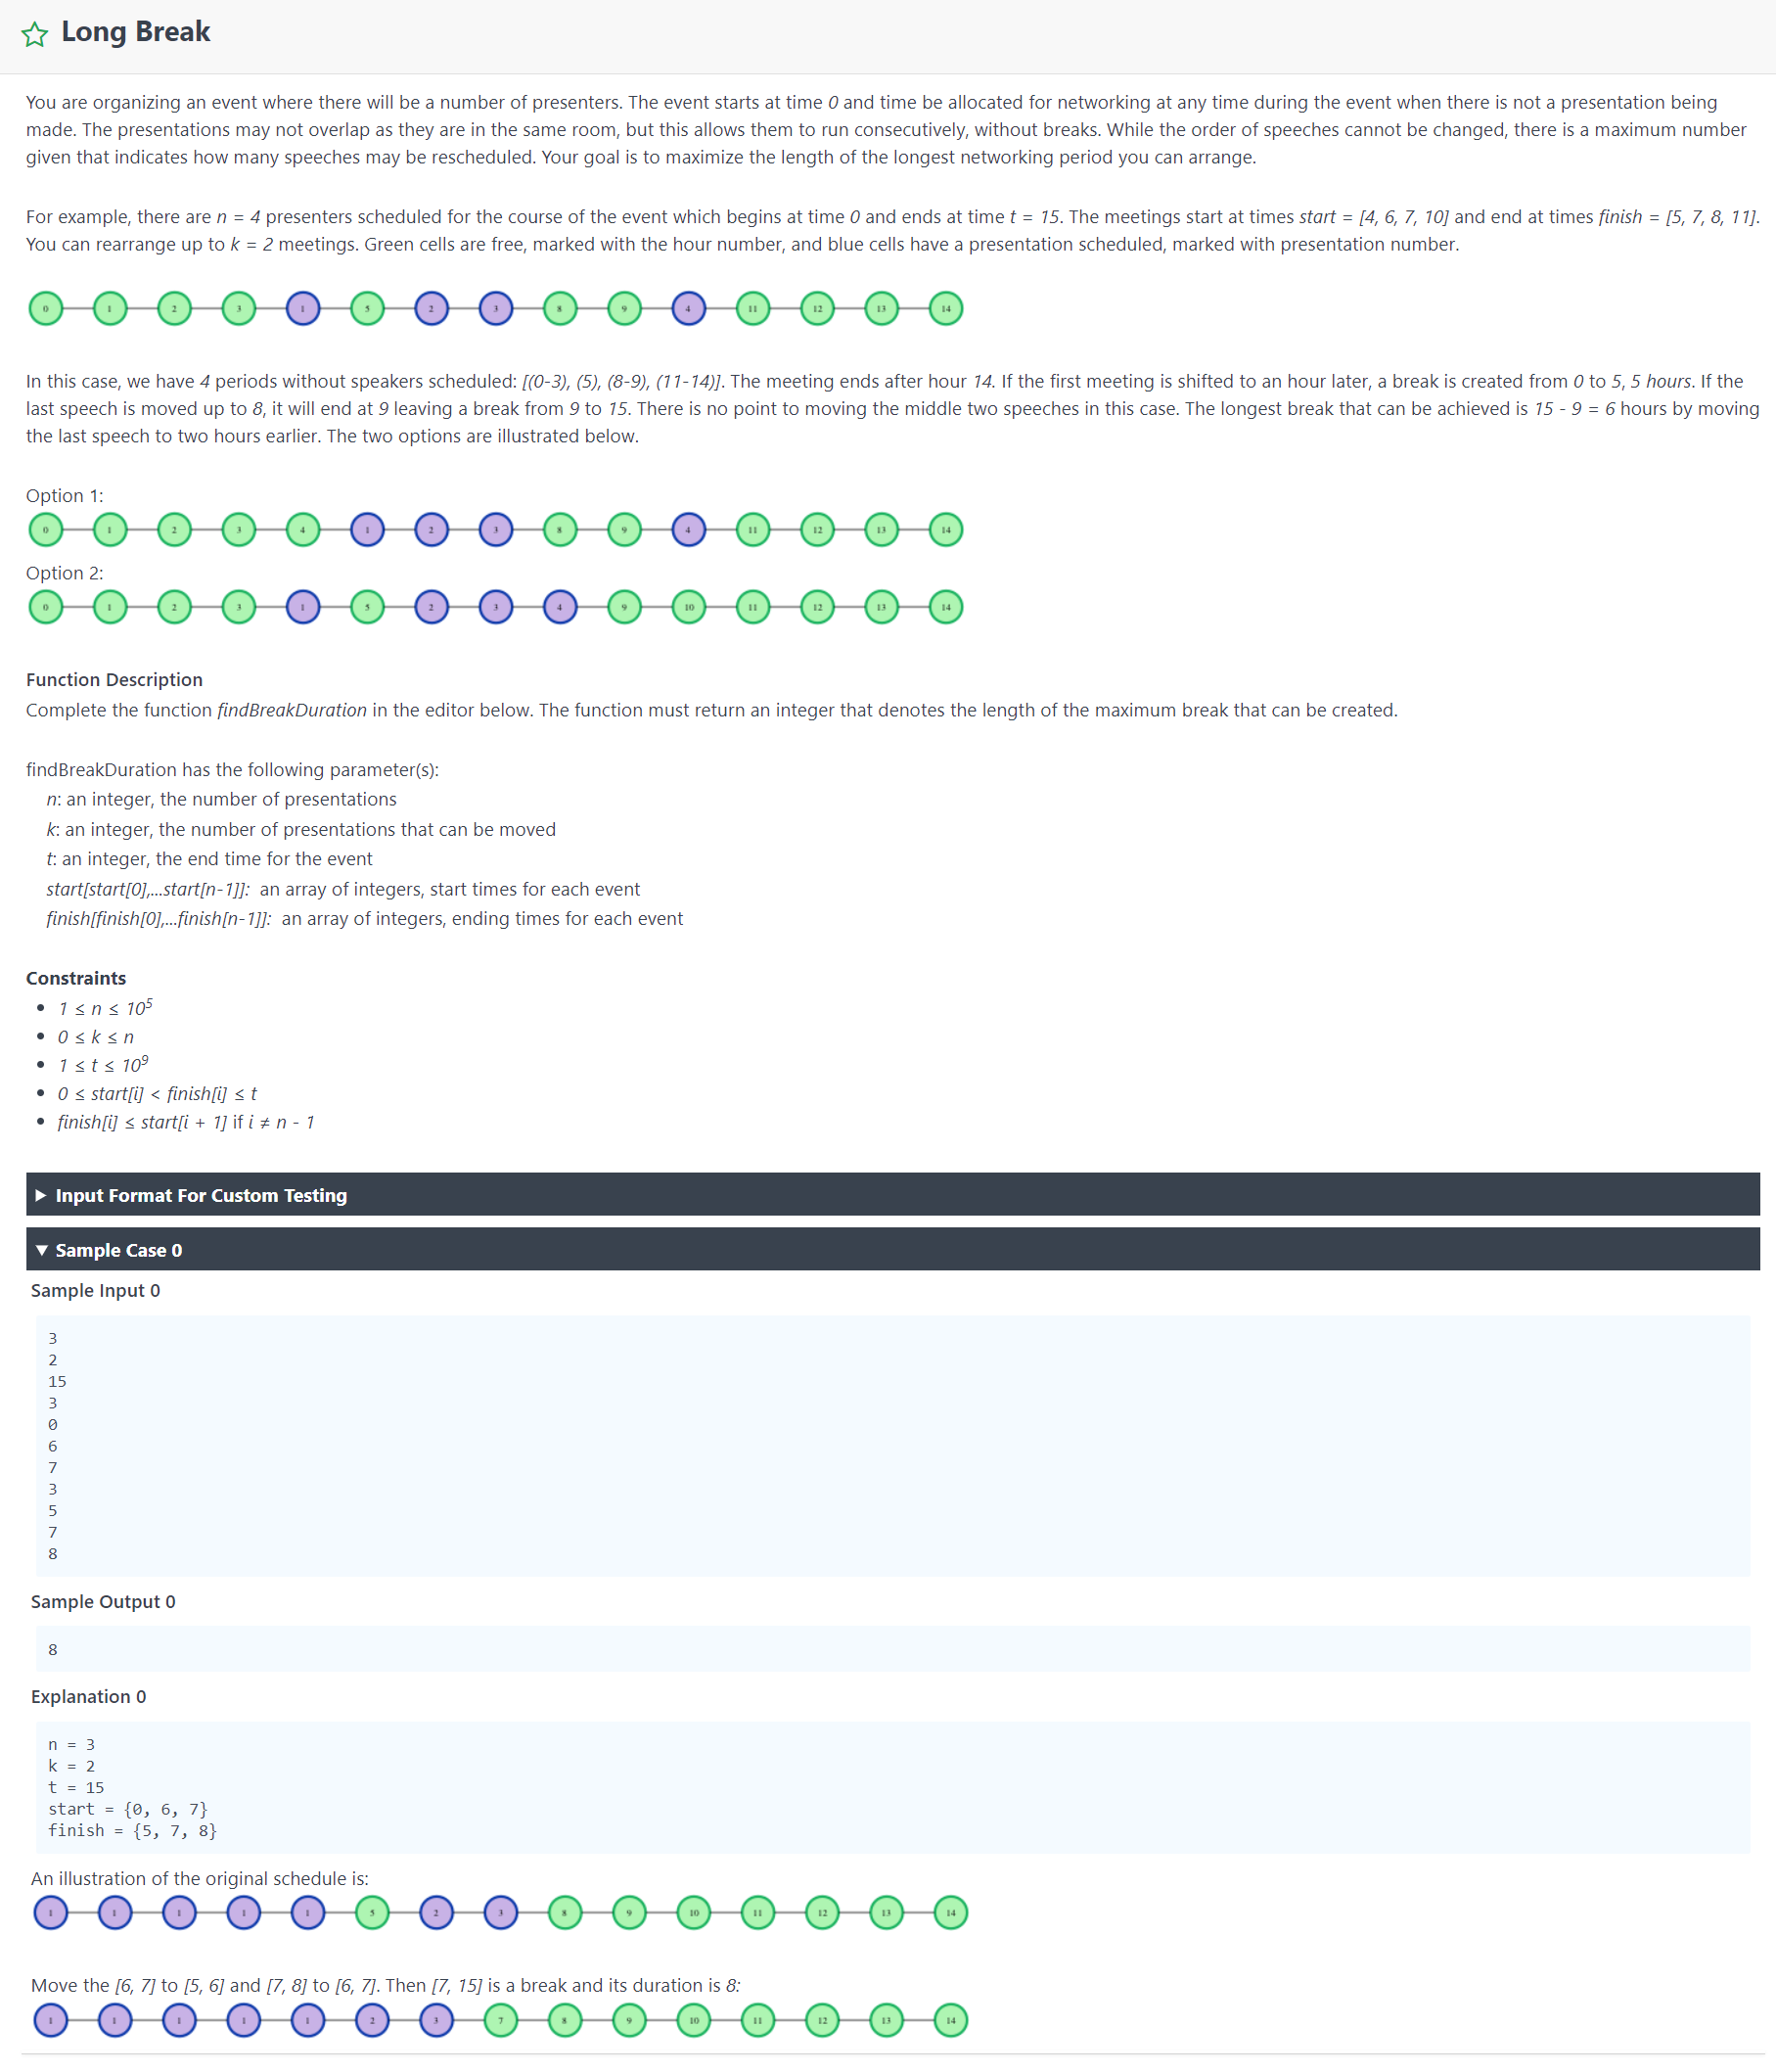 Long Break
You are organizing an event where there will be a number of presenters. The event starts at time 0 and time be allocated for networking at any time during the event when there is not a presentation being
made. The presentations may not overlap as they are in the same room, but this allows them to run consecutively, without breaks. While the order of speeches cannot be changed, there is a maximum number
given that indicates how many speeches may be rescheduled. Your goal is to maximize the length of the longest networking period you can arrange.
For example, there are n = 4 presenters scheduled for the course of the event which begins at time 0 and ends at time t = 15. The meetings start at times start = [4, 6, 7, 10] and end at times finish = [5, 7, 8, 11].
You can rearrange up to k = 2 meetings. Green cells are free, marked with the hour number, and blue cells have a presentation scheduled, marked with presentation number.
0 1 2 3 1 5 2 3 8 9 4 11 12 13 14
In this case, we have 4 periods without speakers scheduled: [(0-3), (5), (8-9), (11-14)]. The meeting ends after hour 14. If the first meeting is shifted to an hour later, a break is created from 0 to 5, 5 hours. If the
last speech is moved up to 8, it will end at 9 leaving a break from 9 to 15. There is no point to moving the middle two speeches in this case. The longest break that can be achieved is 15 - 9 = 6 hours by moving
the last speech to two hours earlier. The two options are illustrated below.
Option 1:
0 1 2 3 4 1 2 3 8 9 4 11 12 13 14
Option 2:
0 1 2 3 1 5 2 3 4 9 10 11 12 13 14
Function Description
Complete the function findBreakDuration in the editor below. The function must return an integer that denotes the length of the maximum break that can be created.
findBreakDuration has the following parameter(s):
n: an integer, the number of presentations
k: an integer, the number of presentations that can be moved
t: an integer, the end time for the event
start[start[0],...start[n-1]]: an array of integers, start times for each event
finish[finish[0],...finish[n-1]]: an array of integers, ending times for each event
Constraints
• 1 ≤ n ≤ 10⁵
• 0 ≤ k ≤ n
• 1 ≤ t ≤ 10⁹
• 0 ≤ start[i] < finish[i] ≤ t
• finish[i] ≤ start[i + 1] if i ≠ n - 1
Input Format For Custom Testing
Sample Case 0
Sample Input 0
3
2
15
3
0
6
7
3
5
7
8
Sample Output 0
8
Explanation 0
n = 3
k = 2
t = 15
start = {0, 6, 7}
finish = {5, 7, 8}
An illustration of the original schedule is:
1 1 1 1 1 5 2 3 8 9 10 11 12 13 14
Move the [6, 7] to [5, 6] and [7, 8] to [6, 7]. Then [7, 15] is a break and its duration is 8:
1 1 1 1 1 2 3 7 8 9 10 11 12 13 14